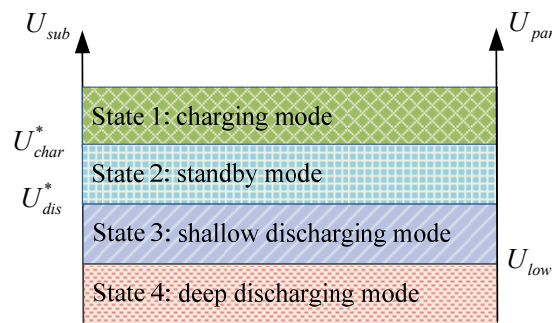 U_sub U_par
State 1: charging mode
U*_char
State 2: standby mode
U*_dis
State 3: shallow discharging mode
U_low
State 4: deep discharging mode